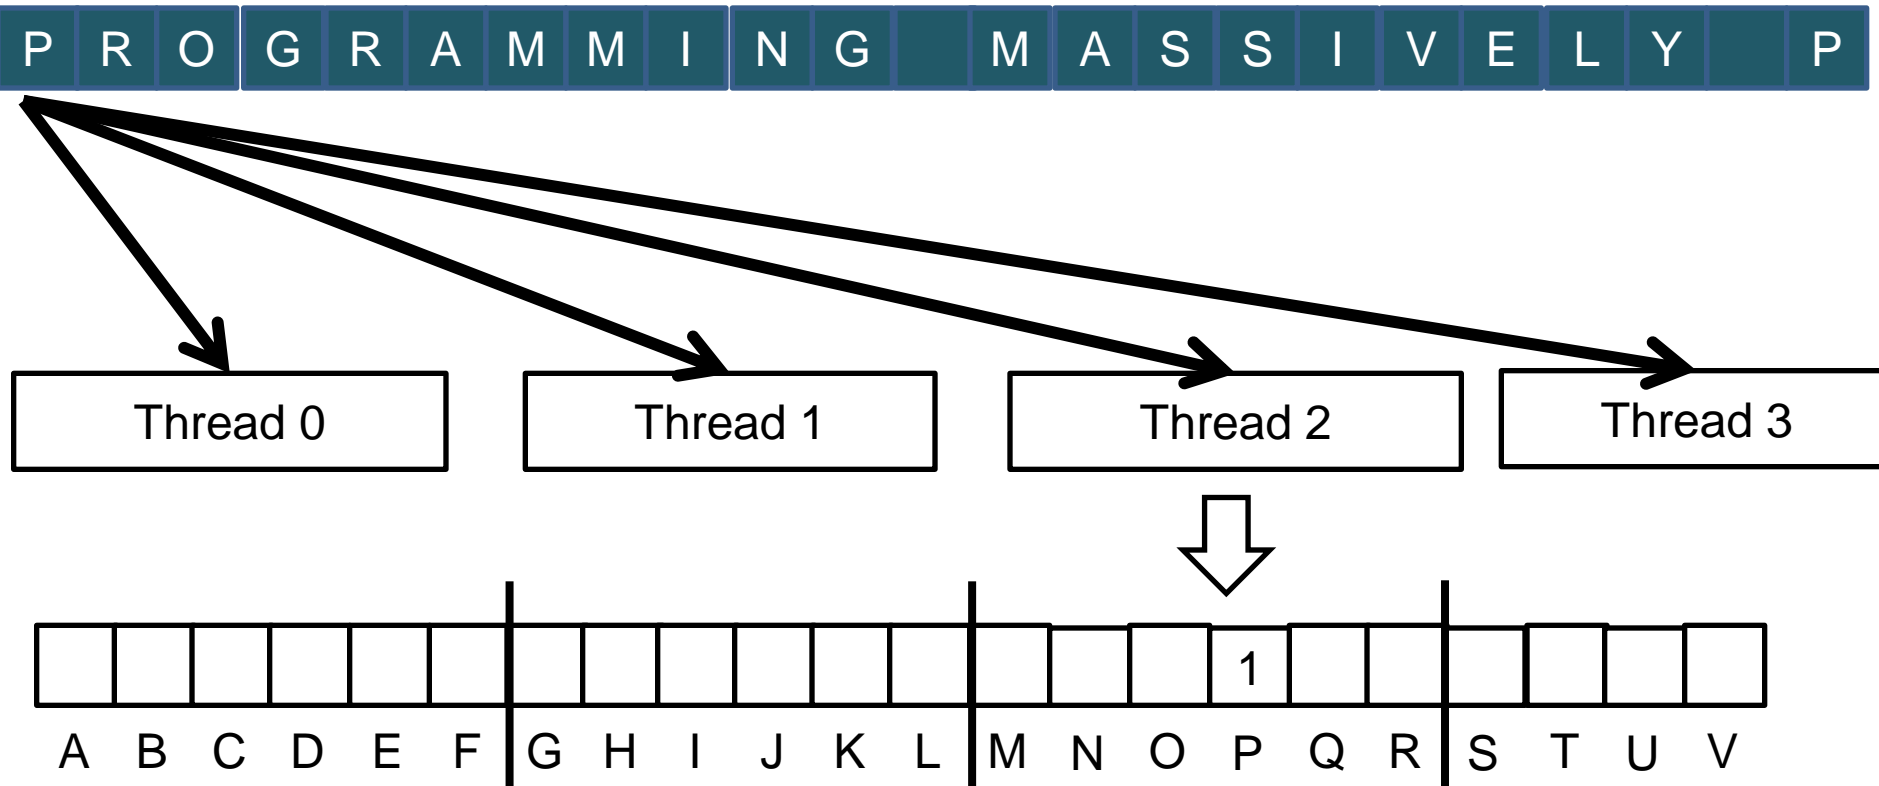 P R O G R A M M I N G M A S S I V E L Y P
Thread 0 Thread 1 Thread 2 Thread 3
1
A B C D E F G H I J K L M N O P Q R S T U V